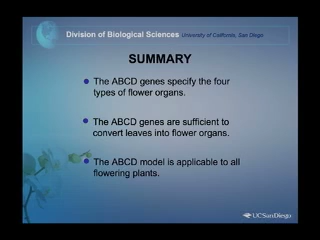 Division of Biological Sciences University of California, San Diego
SUMMARY
The ABCD genes specify the four
types of flower organs.
The ABCD genes are sufficient to
convert leaves into flower organs.
The ABCD model is applicable to all
flowering plants.
UCSanDiego